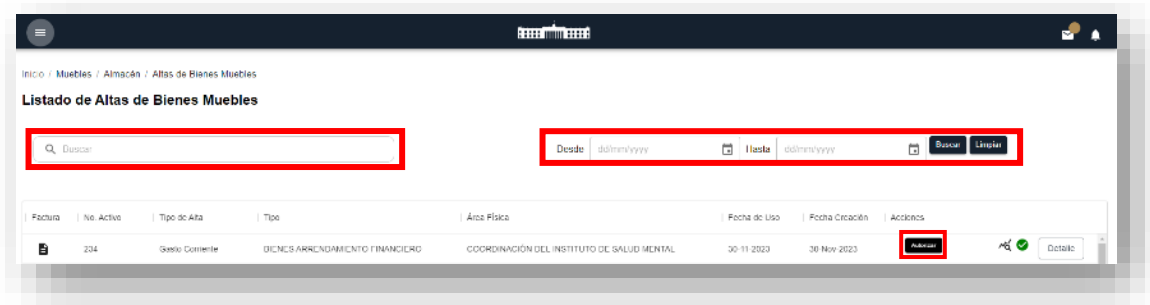 Inicio / Muebles / Almacén / Altas de Bienes Muebles
Listado de Altas de Bienes Muebles
Buscar
Desde dd/mm/yyyy Hasta dd/mm/yyyy Buscar Limpiar
Factura No. Activo Tipo de Alta Tipo Área Física Fecha de Uso Fecha Creación Acciones
234 Gasto Corriente BIENES ARRENDAMIENTO FINANCIERO COORDINACIÓN DEL INSTITUTO DE SALUD MENTAL 30-11-2023 30-Nov-2023 Autorizar Detalle